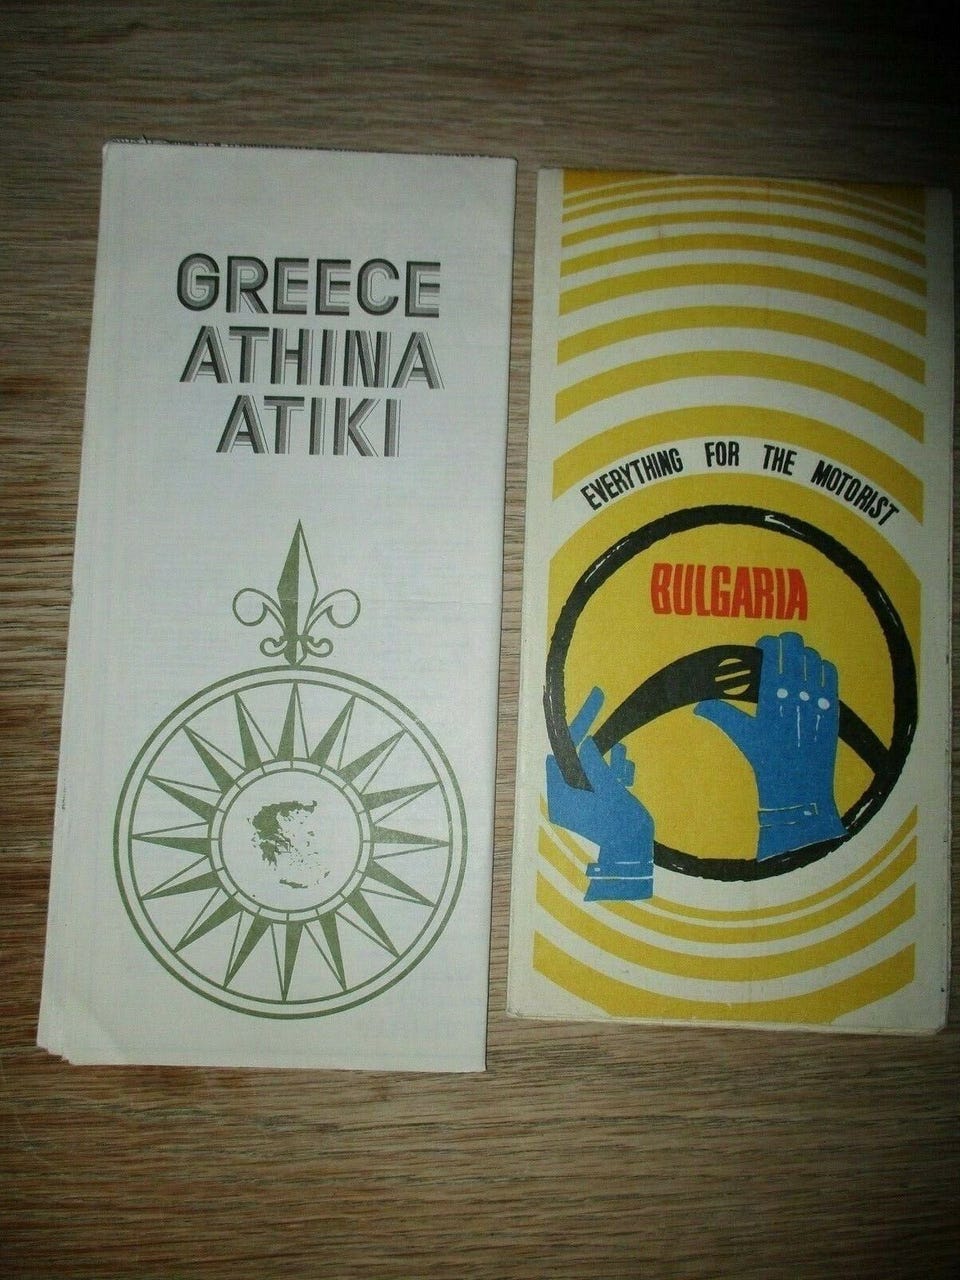 GREECE
ATHINA
ATIKI
EVERYTHING FOR THE MOTORIST
BULGARIA